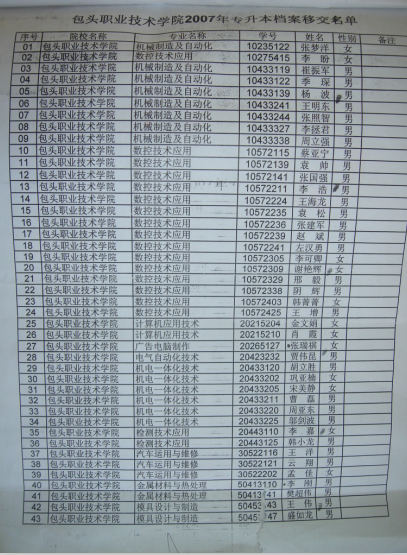 包头职业技术学院2007年专升本档案移交名单
序号 院校名称 专业名称 学号 姓名 性别 备注
01 包头职业技术学院 机械制造及自动化 10235122 张梦洋 女
02 包头职业技术学院 数控技术应用 10275415 李盼 女
03 包头职业技术学院 机械制造及自动化 10433119 崔振军 男
04 包头职业技术学院 机械制造及自动化 10433124 李琛 男
05 包头职业技术学院 机械制造及自动化 10433139 杨波 男
06 包头职业技术学院 机械制造及自动化 10433241 王明东 男
07 包头职业技术学院 机械制造及自动化 10433244 张照智 男
08 包头职业技术学院 机械制造及自动化 10433327 李拯君 男
09 包头职业技术学院 机械制造及自动化 10433338 周立强 男
10 包头职业技术学院 数控技术应用 10572115 蔡亚宁 男
11 包头职业技术学院 数控技术应用 10572139 袁帅 男
12 包头职业技术学院 数控技术应用 10572141 张国强 男
13 包头职业技术学院 数控技术应用 10572211 李浩 男
14 包头职业技术学院 数控技术应用 10572224 王海龙 男
15 包头职业技术学院 数控技术应用 10572235 袁松 男
16 包头职业技术学院 数控技术应用 10572236 张建军 男
17 包头职业技术学院 数控技术应用 10572239 赵斌 男
18 包头职业技术学院 数控技术应用 10572241 左汉勇 男
19 包头职业技术学院 数控技术应用 10572305 李可卿 女
20 包头职业技术学院 数控技术应用 10572309 谢艳辉 女
21 包头职业技术学院 数控技术应用 10572329 邢毅 男
22 包头职业技术学院 数控技术应用 10572338 阴辉 男
23 包头职业技术学院 数控技术应用 10572403 韩菁菁 女
24 包头职业技术学院 数控技术应用 10572425 王增 男
25 包头职业技术学院 计算机应用技术 20215204 金文娟 女
26 包头职业技术学院 计算机应用技术 20215210 肖霞 女
27 包头职业技术学院 广告电脑制作 20265127 张瑞祺 女
28 包头职业技术学院 电气自动化技术 20423232 贾伟昆 男
29 包头职业技术学院 机电一体化技术 20433120 胡立胜 男
30 包头职业技术学院 机电一体化技术 20433202 巩亚楠 女
31 包头职业技术学院 机电一体化技术 20433205 宋美静 女
32 包头职业技术学院 机电一体化技术 20433211 曹磊 男
33 包头职业技术学院 机电一体化技术 20433220 周亚东 男
34 包头职业技术学院 机电一体化技术 20433225 郜剑波 男
35 包头职业技术学院 检测技术应用 20443110 李嘉 女
36 包头职业技术学院 检测技术应用 20443125 韩小龙 男
37 包头职业技术学院 汽车运用与维修 30522116 王洋 男
38 包头职业技术学院 汽车运用与维修 30522121 云翔 男
39 包头职业技术学院 汽车运用与维修 30522202 孟佳 女
40 包头职业技术学院 金属材料与热处理 50413110 李刚 男
41 包头职业技术学院 金属材料与热处理 50413 41 樊超伟 男
42 包头职业技术学院 模具设计与制造 5045 43 王伟 男
43 包头职业技术学院 模具设计与制造 5045 47 盛如龙 男